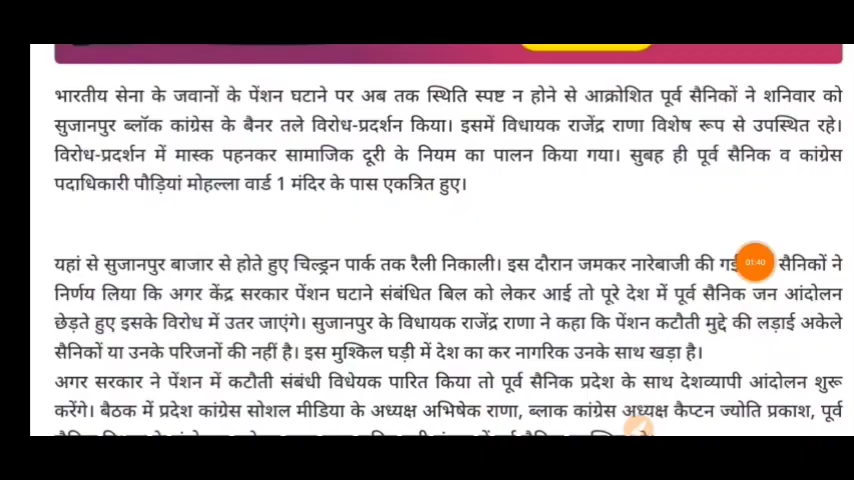 भारतीय सेना के जवानों के पेंशन घटाने पर अब तक स्थिति स्पष्ट न होने से आक्रोशित पूर्व सैनिकों ने शनिवार को
सुजानपुर ब्लॉक कांग्रेस के बैनर तले विरोध-प्रदर्शन किया। इसमें विधायक राजेंद्र राणा विशेष रूप से उपस्थित रहे।
विरोध-प्रदर्शन में मास्क पहनकर सामाजिक दूरी के नियम का पालन किया गया। सुबह ही पूर्व सैनिक व कांग्रेस
पदाधिकारी पौड़ियां मोहल्ला वार्ड 1 मंदिर के पास एकत्रित हुए।
यहां से सुजानपुर बाजार से होते हुए चिल्ड्रन पार्क तक रैली निकाली। इस दौरान जमकर नारेबाजी की सैनिकों ने
01:40
निर्णय लिया कि अगर केंद्र सरकार पेंशन घटाने संबंधित बिल को लेकर आई तो पूरे देश में पूर्व सैनिक जन आंदोलन
छेड़ते हुए इसके विरोध में उतर जाएंगे। सुजानपुर के विधायक राजेंद्र राणा ने कहा कि पेंशन कटौती मुद्दे की लड़ाई अकेले
सैनिकों या उनके परिजनों की नहीं है। इस मुश्किल घड़ी में देश का कर नागरिक उनके साथ खड़ा है।
अगर सरकार ने पेंशन में कटौती संबंधी विधेयक पारित किया तो पूर्व सैनिक प्रदेश के साथ देशव्यापी आंदोलन शुरू
करेंगे। बैठक में प्रदेश कांग्रेस सोशल मीडिया के अध्यक्ष अभिषेक राणा, ब्लाक कांग्रेस अध्यक्ष कैप्टन ज्योति प्रकाश, पूर्व